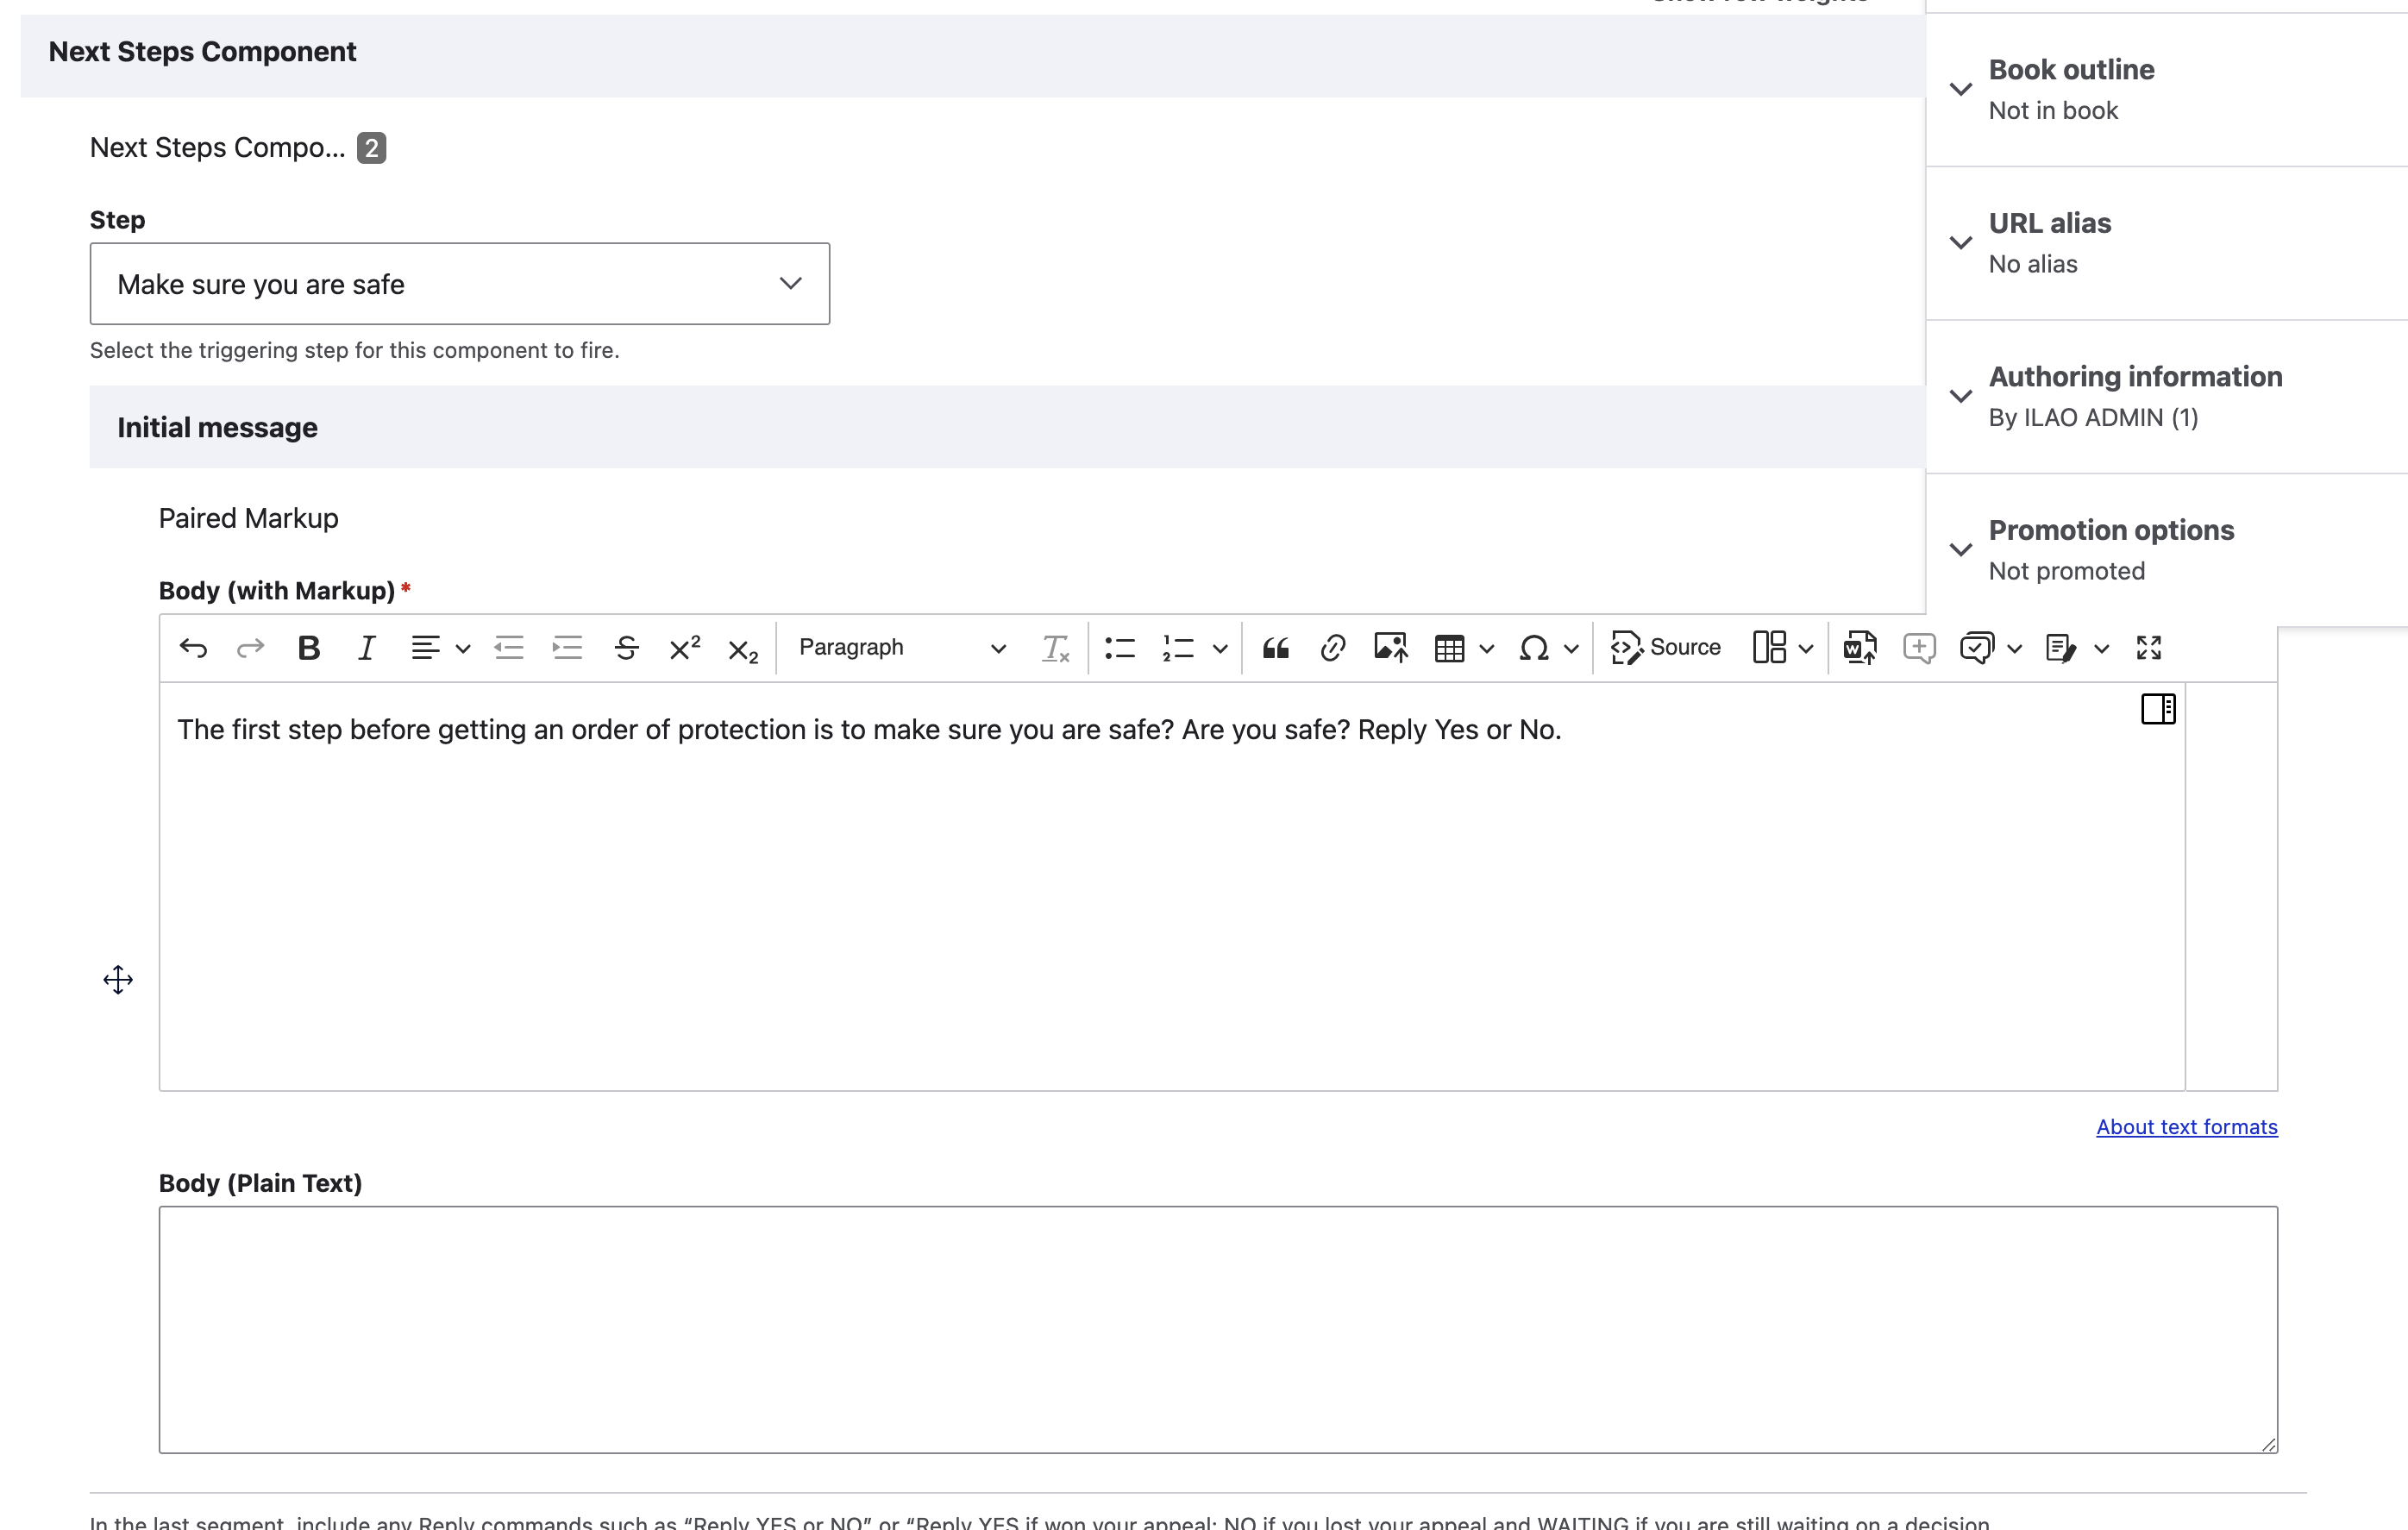 Show row weights
Next Steps Component
Next Steps Compo... 2
Step
Make sure you are safe
Select the triggering step for this component to fire.
Initial message
Paired Markup
Body (with Markup) *
Paragraph
Source
The first step before getting an order of protection is to make sure you are safe? Are you safe? Reply Yes or No.
About text formats
Body (Plain Text)
In the last segment, include any Reply commands such as “Reply YES or NO” or “Reply YES if won your appeal; NO if you lost your appeal and WAITING if you are still waiting on a decision
Book outline
Not in book
URL alias
No alias
Authoring information
By ILAO ADMIN (1)
Promotion options
Not promoted